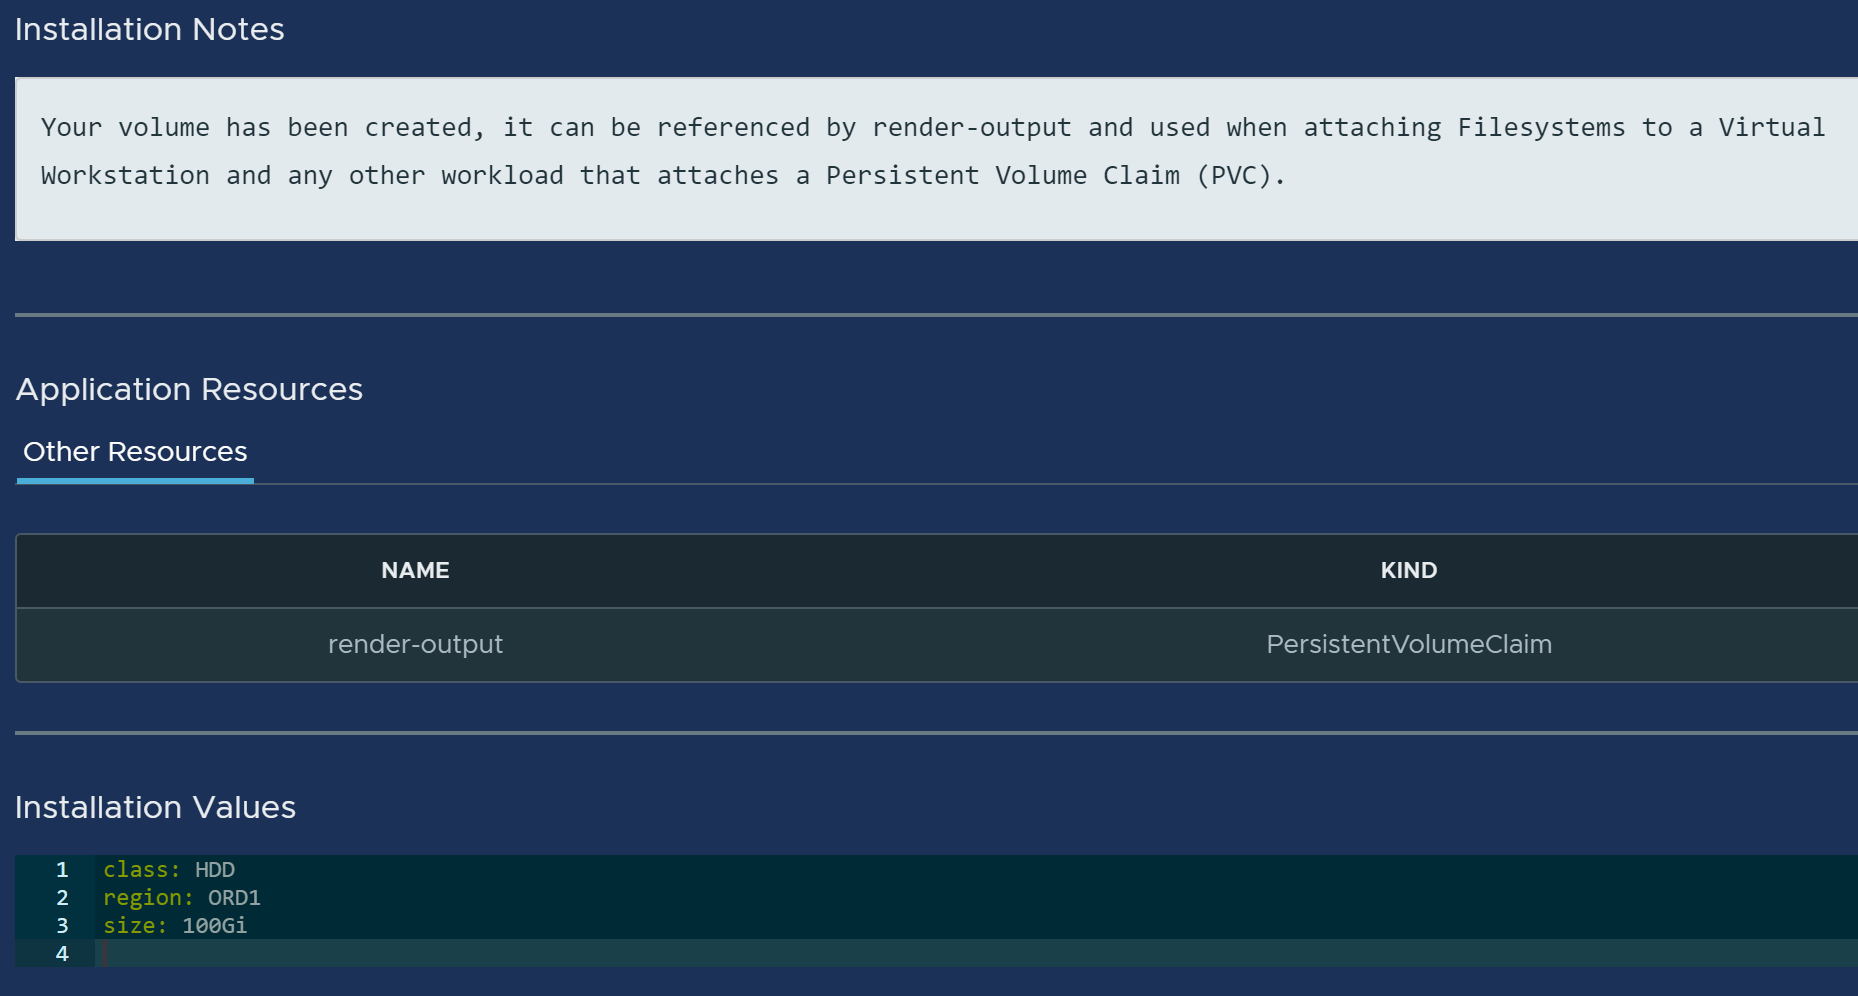 Installation Notes
Your volume has been created, it can be referenced by render-output and used when attaching Filesystems to a Virtual
Workstation and any other workload that attaches a Persistent Volume Claim (PVC).
Application Resources
Other Resources
NAME KIND
render-output PersistentVolumeClaim
Installation Values
1 class: HDD
2 region: ORD1
3 size: 100Gi
4